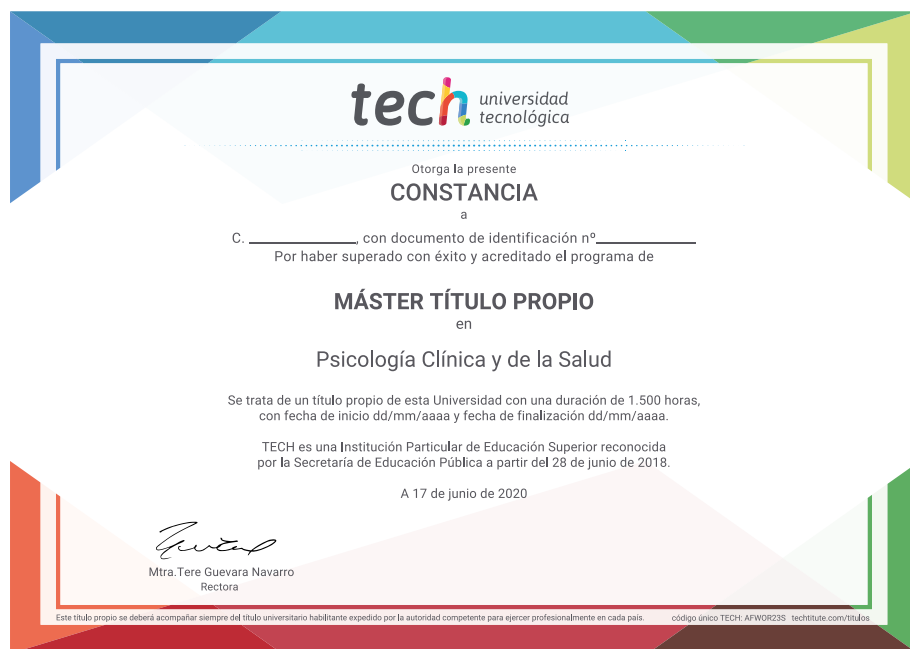 tech universidad
tecnológica
Otorga la presente
CONSTANCIA
a
C. ____________, con documento de identificación nº___________
Por haber superado con éxito y acreditado el programa de
MÁSTER TÍTULO PROPIO
en
Psicología Clínica y de la Salud
Se trata de un título propio de esta Universidad con una duración de 1.500 horas,
con fecha de inicio dd/mm/aaaa y fecha de finalización dd/mm/aaaa.
TECH es una Institución Particular de Educación Superior reconocida
por la Secretaría de Educación Pública a partir del 28 de junio de 2018.
A 17 de junio de 2020
Mtra.Tere Guevara Navarro
Rectora
Este título propio se deberá acompañar siempre del título universitario habilitante expedido por la autoridad competente para ejercer profesionalmente en cada país. código único TECH: AFWOR23S techtitute.com/titulos